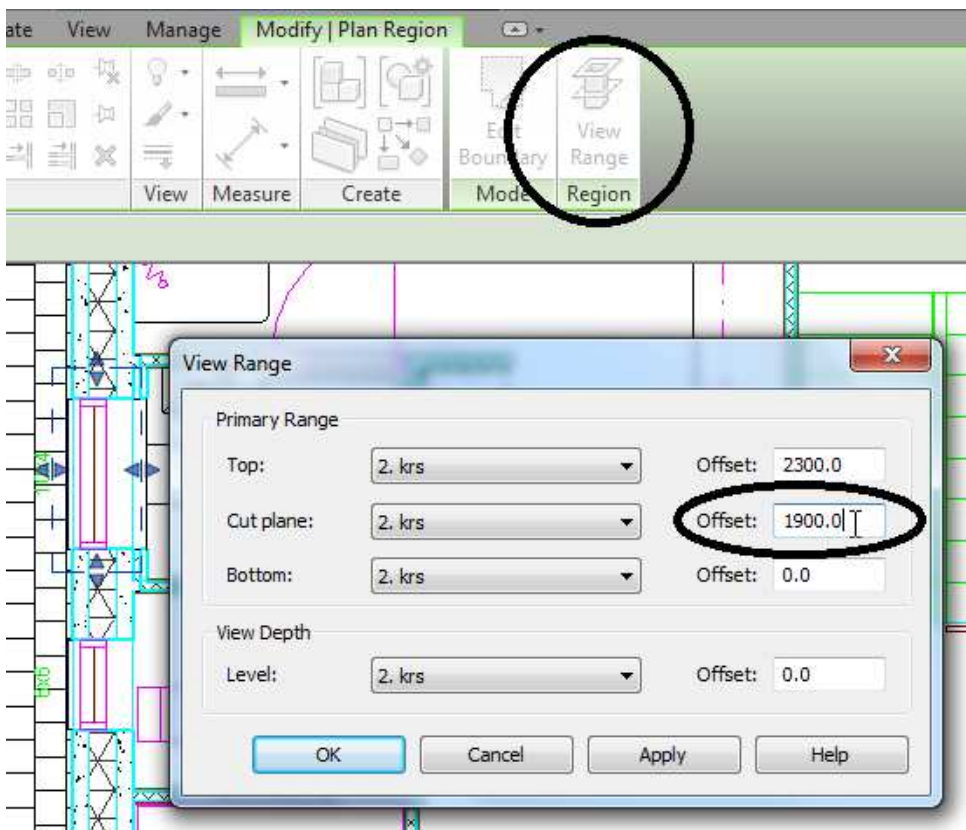 ate View Manage Modify | Plan Region
Edit Boundary
View Range
View Measure Create Mode Region
View Range
Primary Range
Top: 2. krs Offset: 2300.0
Cut plane: 2. krs Offset: 1900.0
Bottom: 2. krs Offset: 0.0
View Depth
Level: 2. krs Offset: 0.0
OK Cancel Apply Help